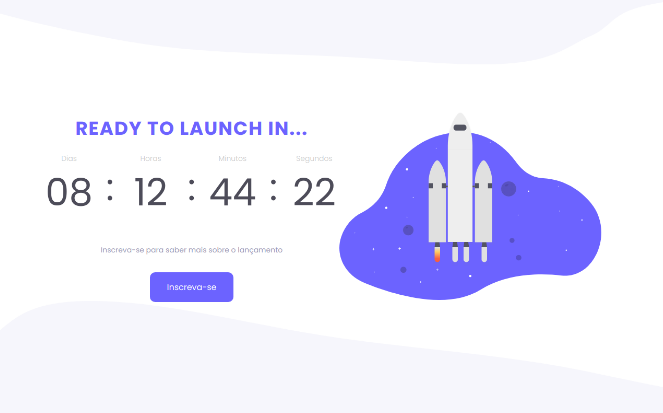 READY TO LAUNCH IN...
Dias Horas Minutos Segundos
08 : 12 : 44 : 22
Inscreva-se para saber mais sobre o lançamento
Inscreva-se